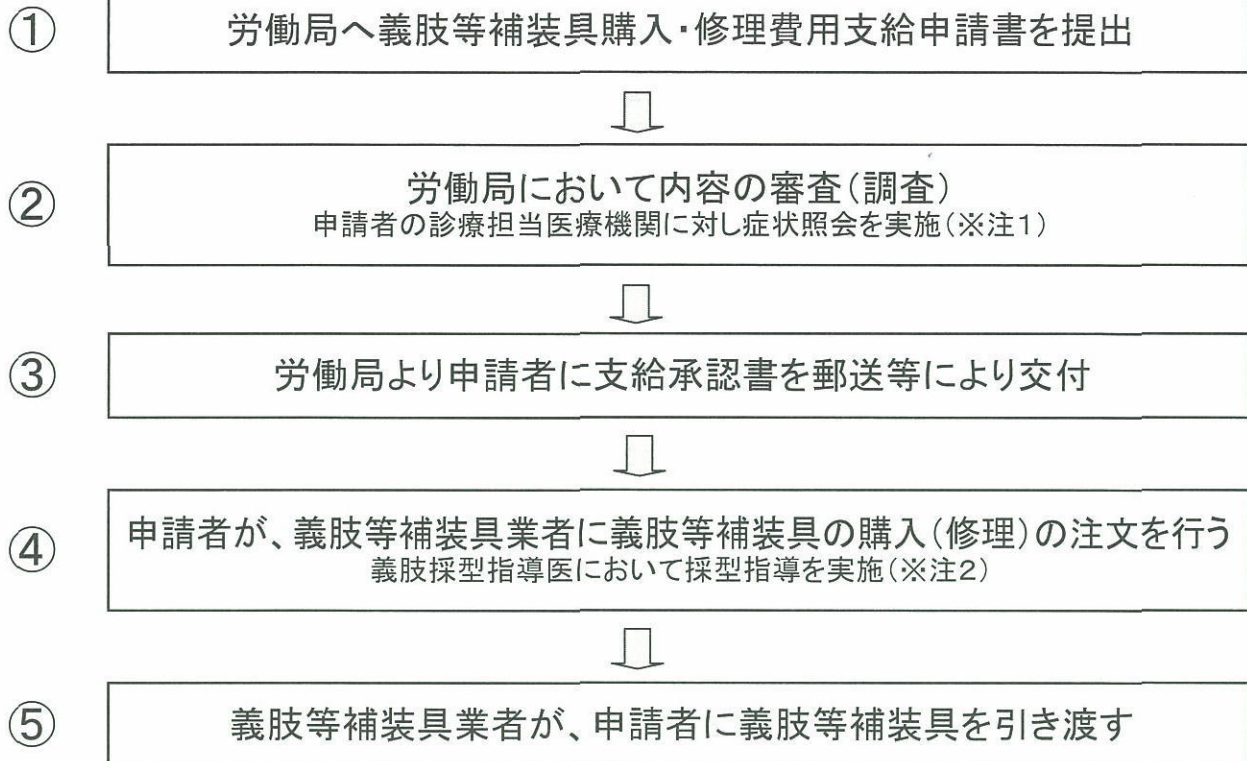 ① 労働局へ義肢等補装具購入・修理費用支給申請書を提出
② 労働局において内容の審査(調査)
申請者の診療担当医療機関に対し症状照会を実施(※注1)
③ 労働局より申請者に支給承認書を郵送等により交付
④ 申請者が、義肢等補装具業者に義肢等補装具の購入(修理)の注文を行う
義肢採型指導医において採型指導を実施(※注2)
⑤ 義肢等補装具業者が、申請者に義肢等補装具を引き渡す